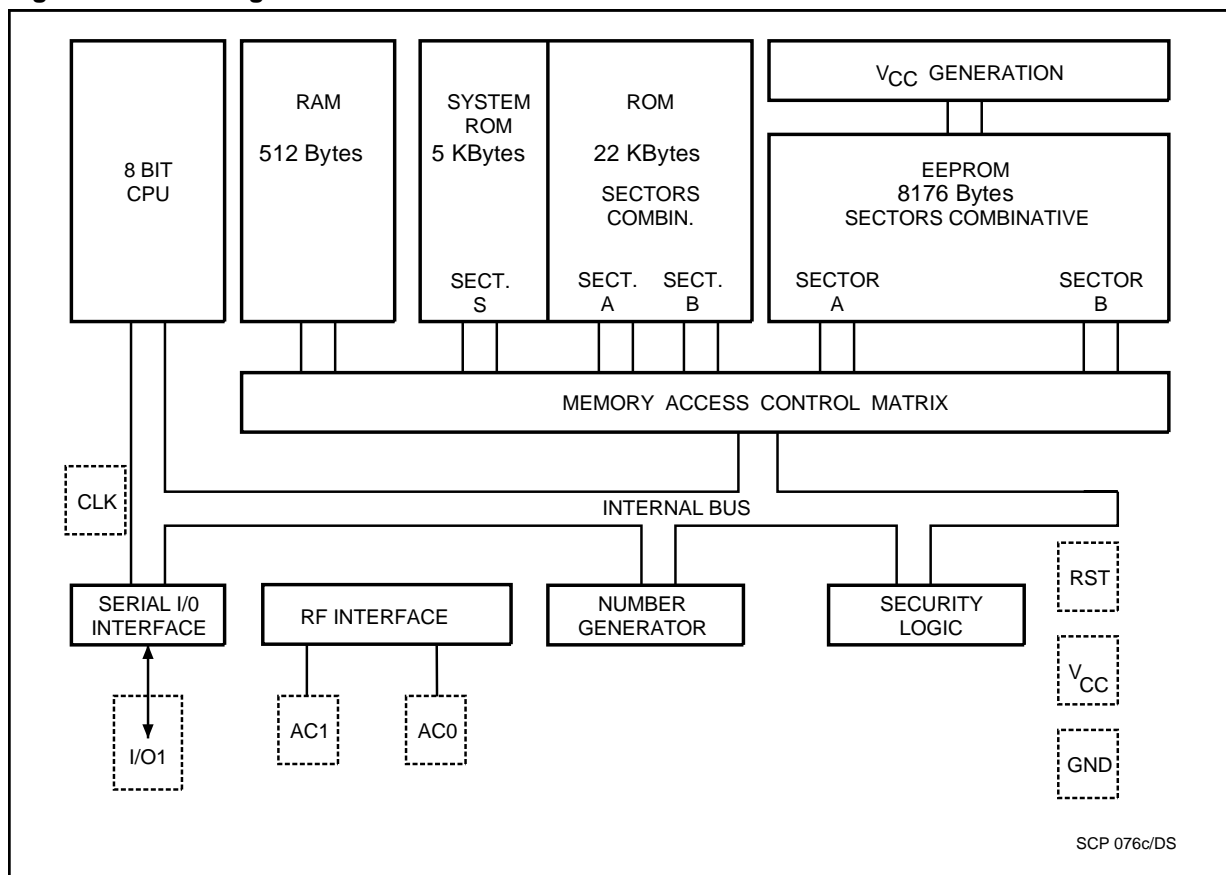 8 BIT
CPU
RAM
512 Bytes
SYSTEM
ROM
5 KBytes
SECT.
S
ROM
22 KBytes
SECTORS
COMBIN.
SECT.
A
SECT.
B
VCC GENERATION
EEPROM
8176 Bytes
SECTORS COMBINATIVE
SECTOR
A
SECTOR
B
MEMORY ACCESS CONTROL MATRIX
CLK
INTERNAL BUS
SERIAL I/0
INTERFACE
RF INTERFACE
NUMBER
GENERATOR
SECURITY
LOGIC
RST
VCC
GND
I/O1
AC1
AC0
SCP 076c/DS